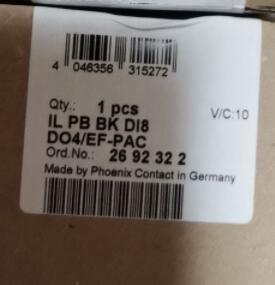 4 046356 315272
Qty.: 1 pcs V/C:10
IL PB BK DI8
DO4/EF-PAC
Ord.No.: 26 92 32 2
Made by Phoenix Contact in Germany